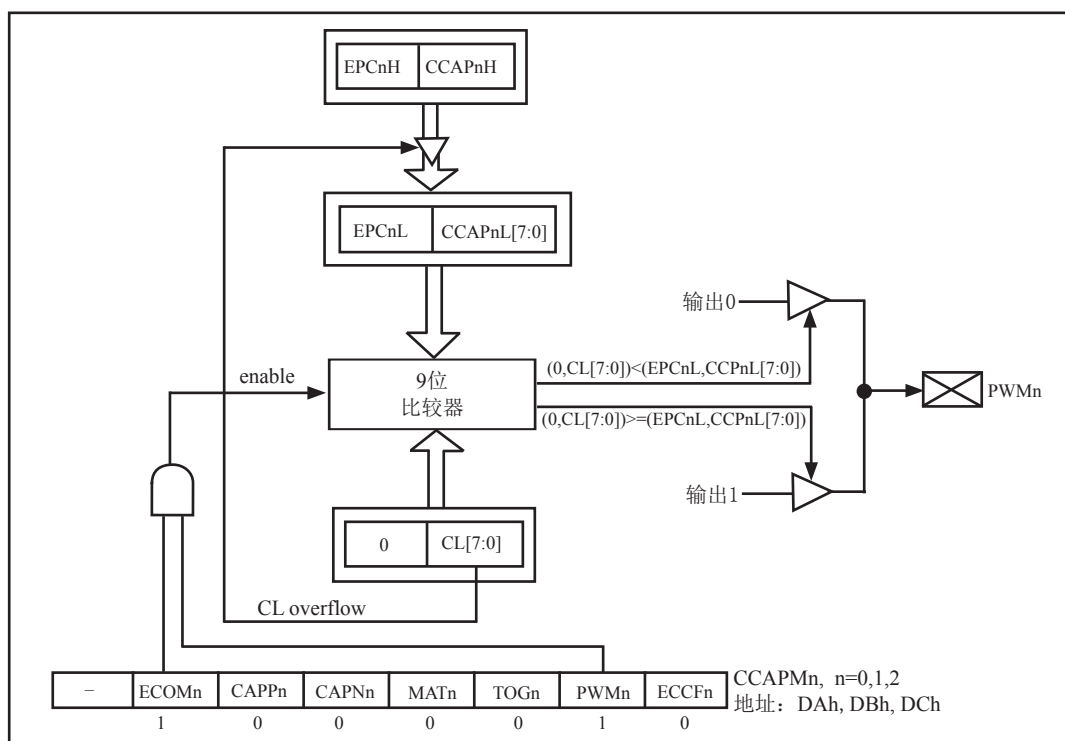 EPCnH CCAPnH
EPCnL CCAPnL[7:0]
输出0
enable
9位
比较器
(0,CL[7:0])<(EPCnL,CCPnL[7:0])
(0,CL[7:0])>=(EPCnL,CCPnL[7:0])
PWMn
输出1
0 CL[7:0]
CL overflow
– ECOMn CAPPn CAPNn MATn TOGn PWMn ECCFn
1 0 0 0 0 1 0
CCAPMn, n=0,1,2
地址：DAh, DBh, DCh